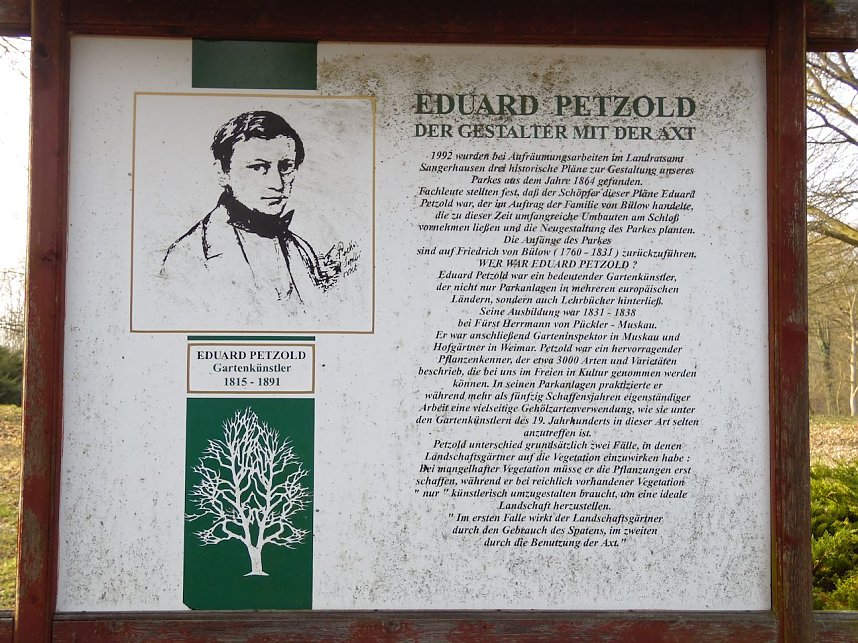 EDUARD PETZOLD
DER GESTALTER MIT DER AXT
1992 wurden bei Aufräumungsarbeiten im Landratsamt
Sangerhausen drei historische Pläne zur Gestaltung unseres
Parkes aus dem Jahre 1864 gefunden.
Fachleute stellten fest, daß der Schöpfer dieser Pläne Eduard
Petzold war, der im Auftrag der Familie von Bülow handelte,
die zu dieser Zeit umfangreiche Umbauten am Schloß
vornehmen ließen und die Neugestaltung des Parkes planten.
Die Anfänge des Parkes
sind auf Friedrich von Bülow ( 1760 - 1831 ) zurückzuführen.
WER WAR EDUARD PETZOLD ?
Eduard Petzold war ein bedeutender Gartenkünstler,
der nicht nur Parkanlagen in mehreren europäischen
Ländern, sondern auch Lehrbücher hinterließ.
Seine Ausbildung war 1831 - 1838
bei Fürst Herrmann von Pückler - Muskau.
Er war anschließend Garteninspektor in Muskau und
Hofgärtner in Weimar. Petzold war ein hervorragender
Pflanzenkenner, der etwa 3000 Arten und Varietäten
beschrieb, die bei uns im Freien in Kultur genommen werden
können. In seinen Parkanlagen praktizierte er
während mehr als fünfzig Schaffensjahren eigenständiger
Arbeit eine vielseitige Gehölzartenverwendung, wie sie unter
den Gartenkünstlern des 19. Jahrhunderts in dieser Art selten
anzutreffen ist.
Petzold unterschied grundsätzlich zwei Fälle, in denen
Landschaftsgärtner auf die Vegetation einzuwirken habe :
Bei mangelhafter Vegetation müsse er die Pflanzungen erst
schaffen, während er bei reichlich vorhandener Vegetation
" nur " künstlerisch umzugestalten braucht, um eine ideale
Landschaft herzustellen.
" Im ersten Falle wirkt der Landschaftsgärtner
durch den Gebrauch des Spatens, im zweiten
durch die Benutzung der Axt."
EDUARD PETZOLD
Gartenkünstler
1815 - 1891